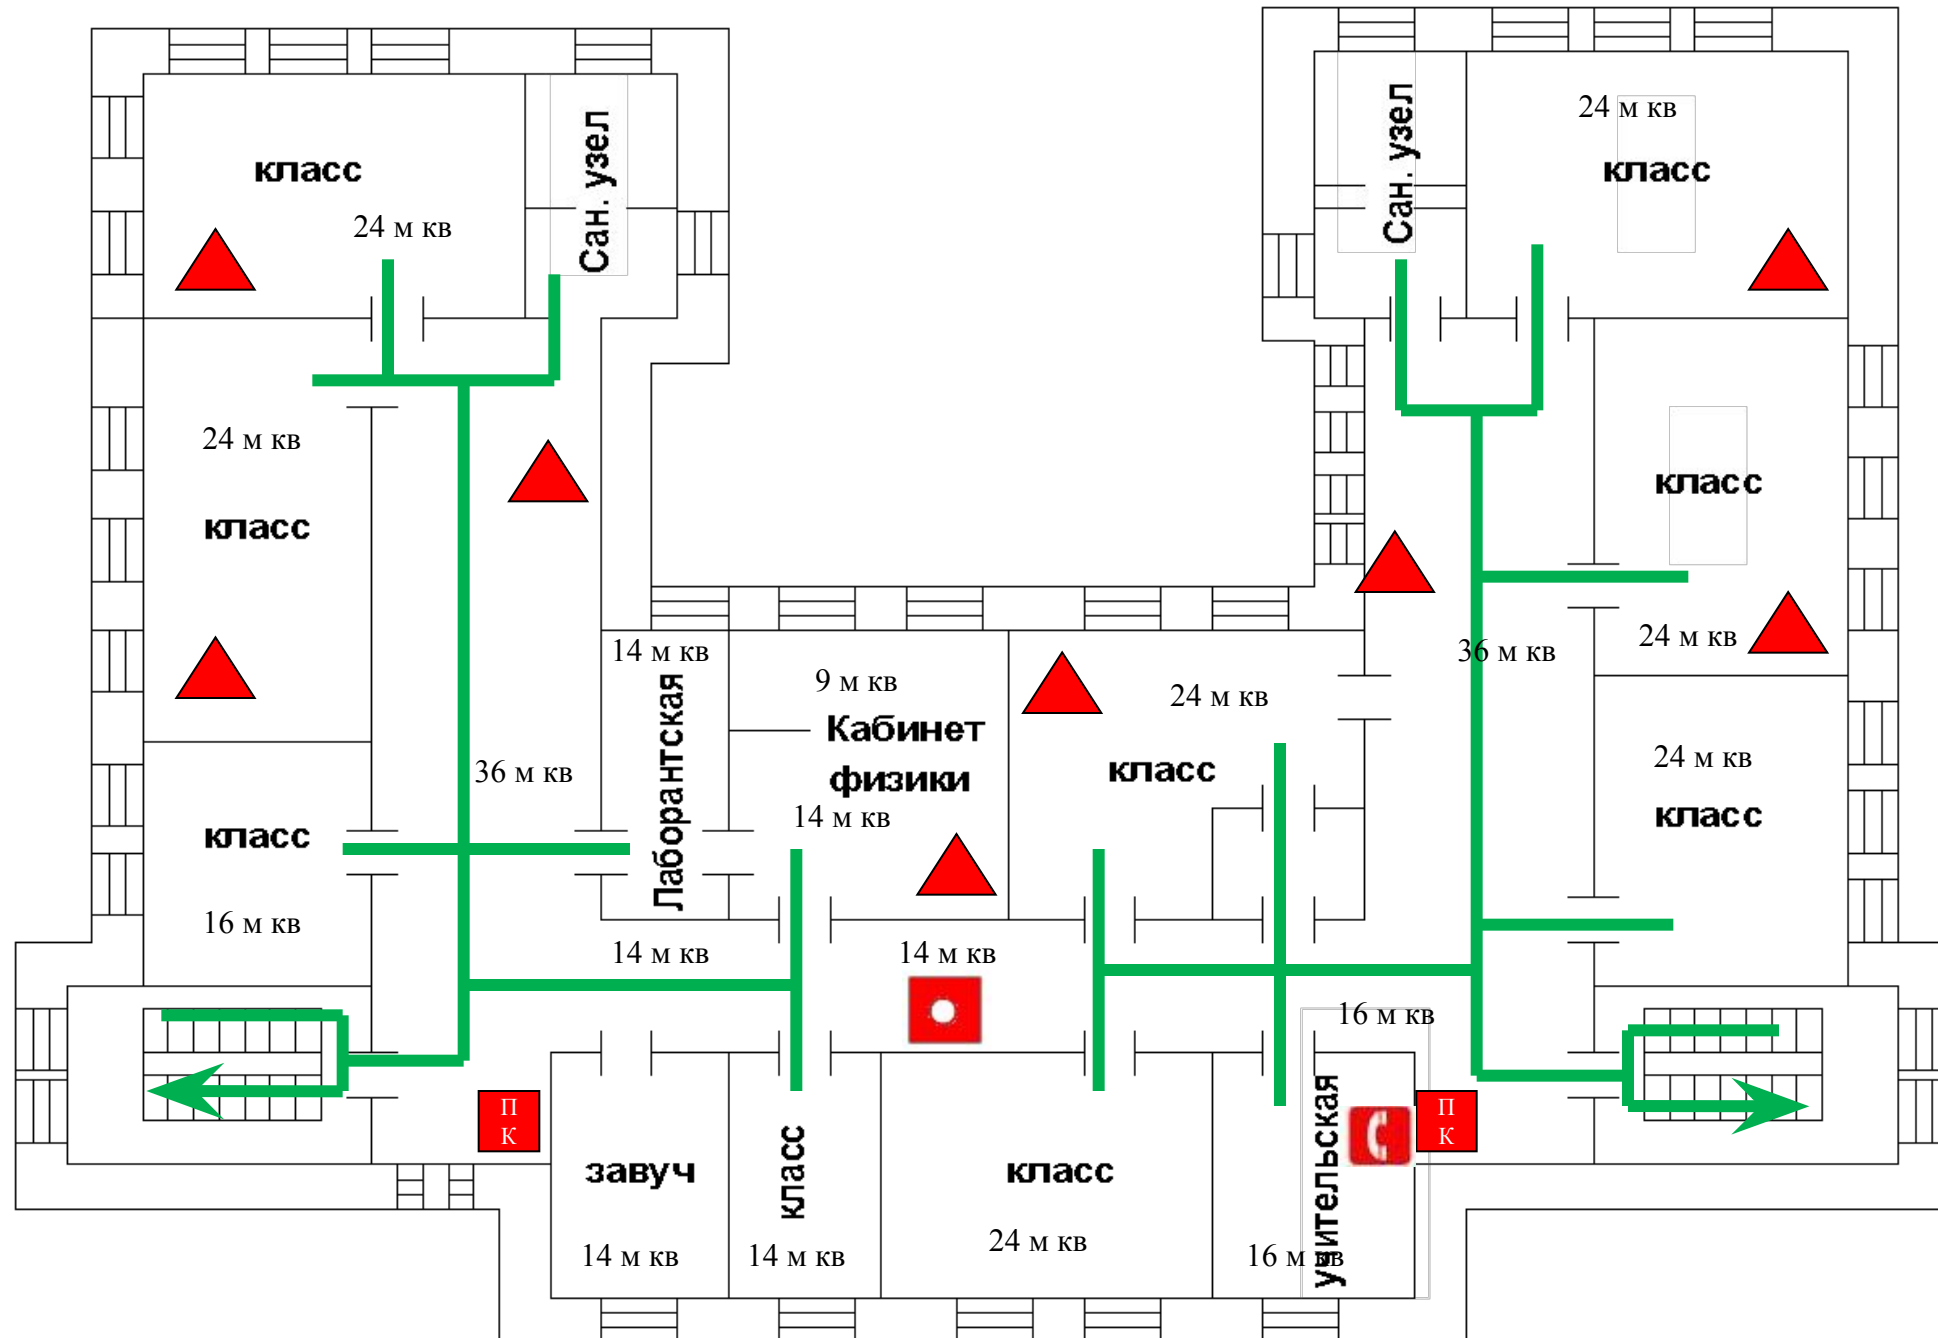 класс
24 м кв
Сан. узел
Сан. узел
24 м кв
класс
24 м кв
класс
класс
24 м кв
36 м кв
класс
16 м кв
14 м кв
Лаборантская
9 м кв
Кабинет
физики
14 м кв
24 м кв
класс
36 м кв
24 м кв
класс
14 м кв
14 м кв
16 м кв
П
К
завуч
14 м кв
класс
14 м кв
класс
24 м кв
учительская
16 м кв
П
К